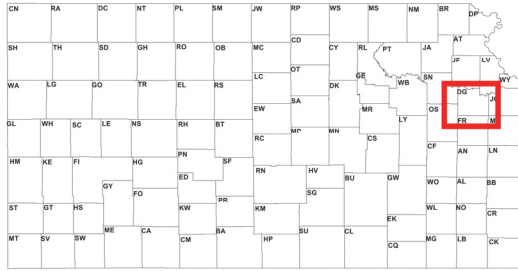 CN RA DC NT PL SM JW RP WS MS NM BR DP
CD AT
SH TH SD GH RO OB MC CY RL PT JA JF LV
OT GE SN WY
LC WB
WA LG GO TR EL RS DK DG JO
SA MR OS
EW LY
GL WH SC LE NS RH BT MP MN FR M
RC CS
CF AN LN
PN
HM KE FI HG SF RN HV
ED BU GW
GY SG WO AL BB
FO
PR
ST GT HS KW KM WL NO
CR
EK
ME CA BA SU CL
MT SV SW CM HP MG LB CK
CQ